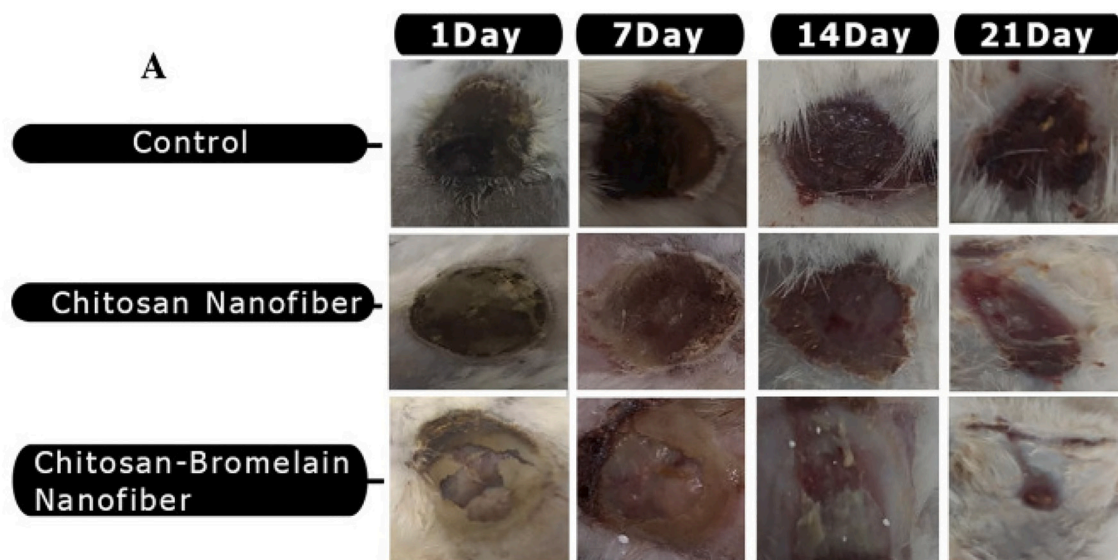 1Day 7Day 14Day 21Day
A
Control
Chitosan Nanofiber
Chitosan-Bromelain
Nanofiber